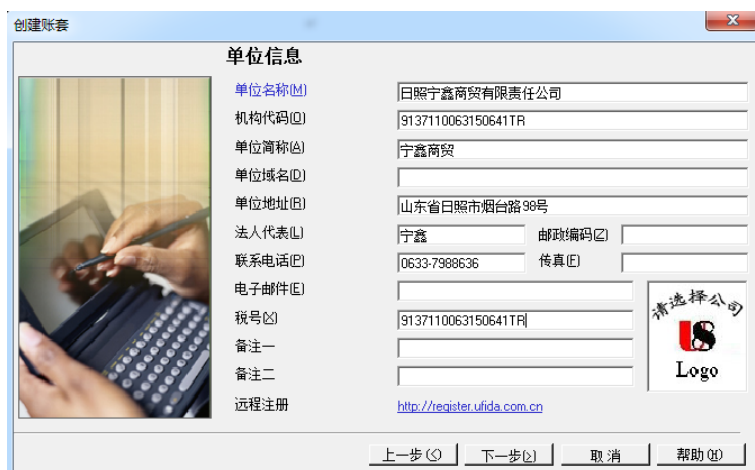 创建账套
单位信息
单位名称(M) 日照宁鑫商贸有限责任公司
机构代码(O) 9137110063150641TR
单位简称(A) 宁鑫商贸
单位域名(D)
单位地址(R) 山东省日照市烟台路98号
法人代表(L) 宁鑫 邮政编码(Z)
联系电话(P) 0633-7988636 传真(F)
电子邮件(E)
税号(X) 9137110063150641TR
备注一
备注二
远程注册 http://register.ufida.com.cn
请选择公司
US
Logo
上一步(<) 下一步(>) 取消 帮助(H)